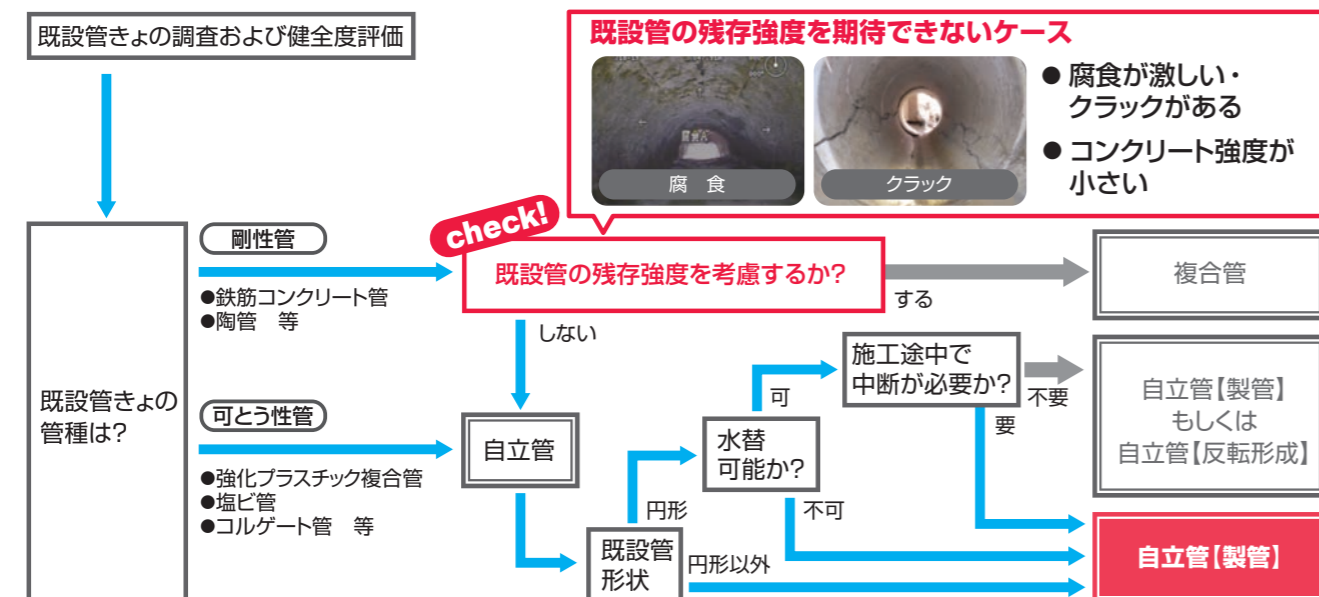 既設管きょの調査および健全度評価
既設管の残存強度を期待できないケース
腐 食
クラック
● 腐食が激しい・
クラックがある
● コンクリート強度が
小さい
check!
既設管きょの
管種は?
剛性管
●鉄筋コンクリート管
●陶管 等
既設管の残存強度を考慮するか?
する
複合管
しない
可とう性管
●強化プラスチック複合管
●塩ビ管
●コルゲート管 等
自立管
既設管
形状
円形
円形以外
水替
可能か?
可
不可
施工途中で
中断が必要か?
不要
要
自立管【製管】
もしくは
自立管【反転形成】
自立管【製管】